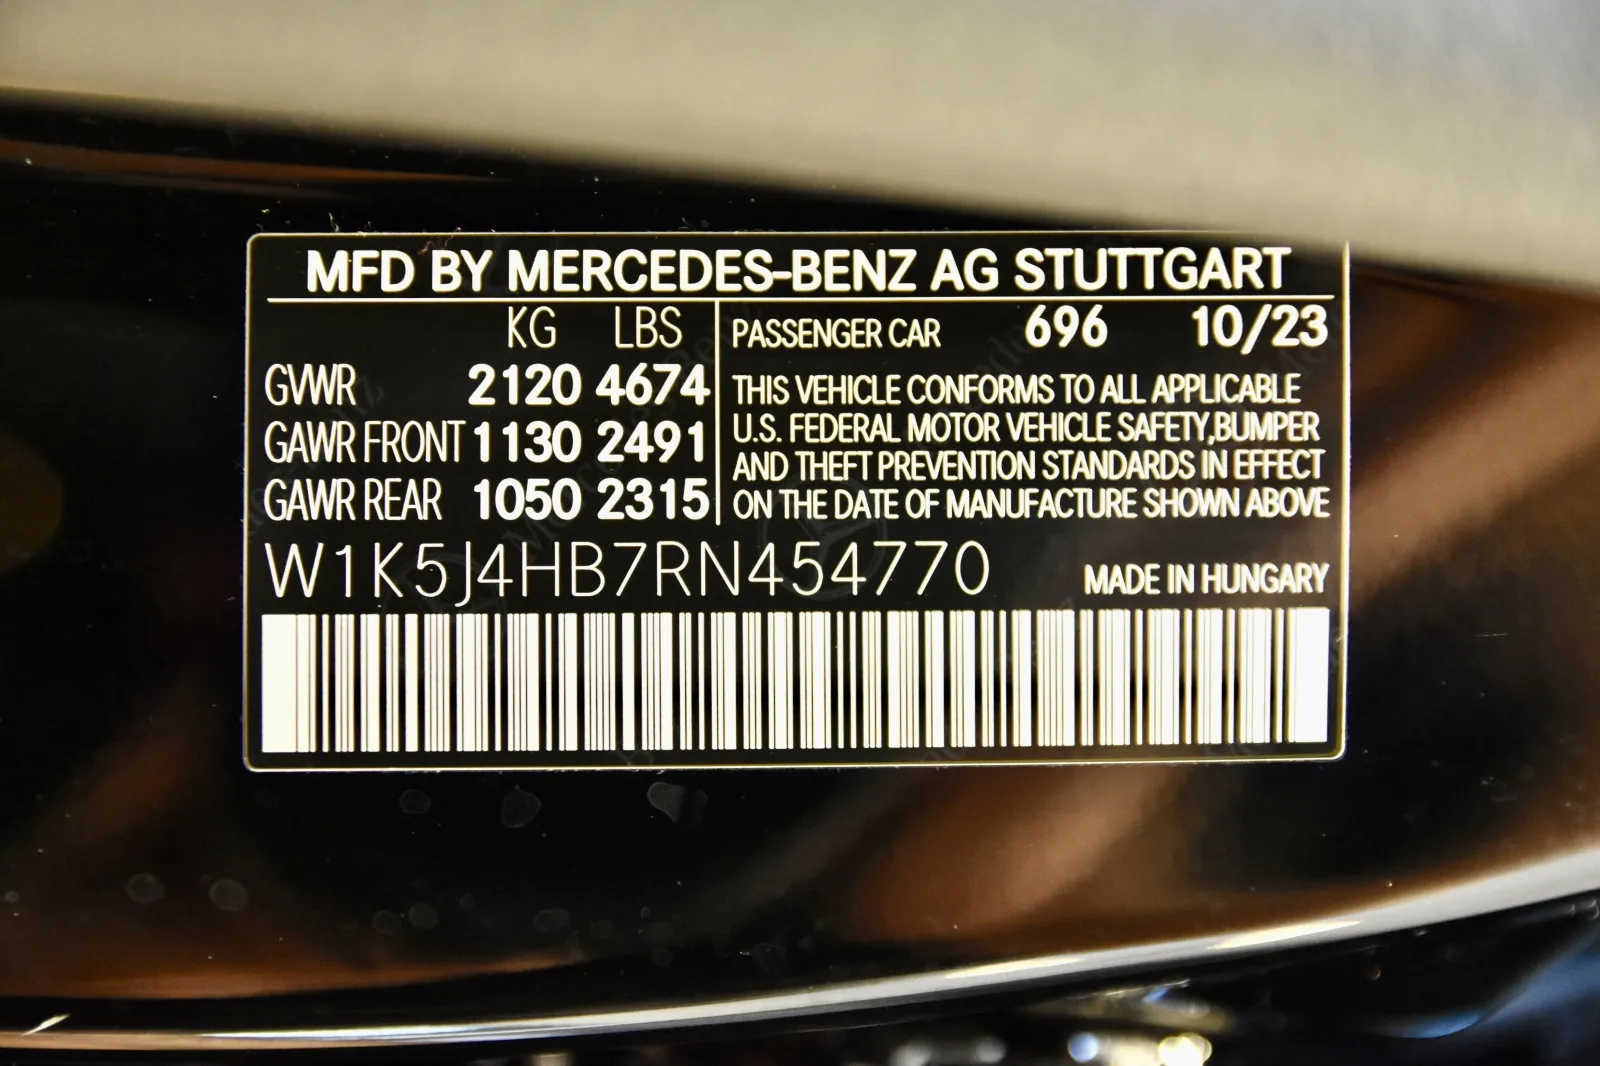 MFD BY MERCEDES-BENZ AG STUTTGART
KG LBS
GVWR 2120 4674
GAWR FRONT 1130 2491
GAWR REAR 1050 2315
PASSENGER CAR 696 10/23
THIS VEHICLE CONFORMS TO ALL APPLICABLE
U.S. FEDERAL MOTOR VEHICLE SAFETY,BUMPER
AND THEFT PREVENTION STANDARDS IN EFFECT
ON THE DATE OF MANUFACTURE SHOWN ABOVE
W1K5J4HB7RN454770
MADE IN HUNGARY